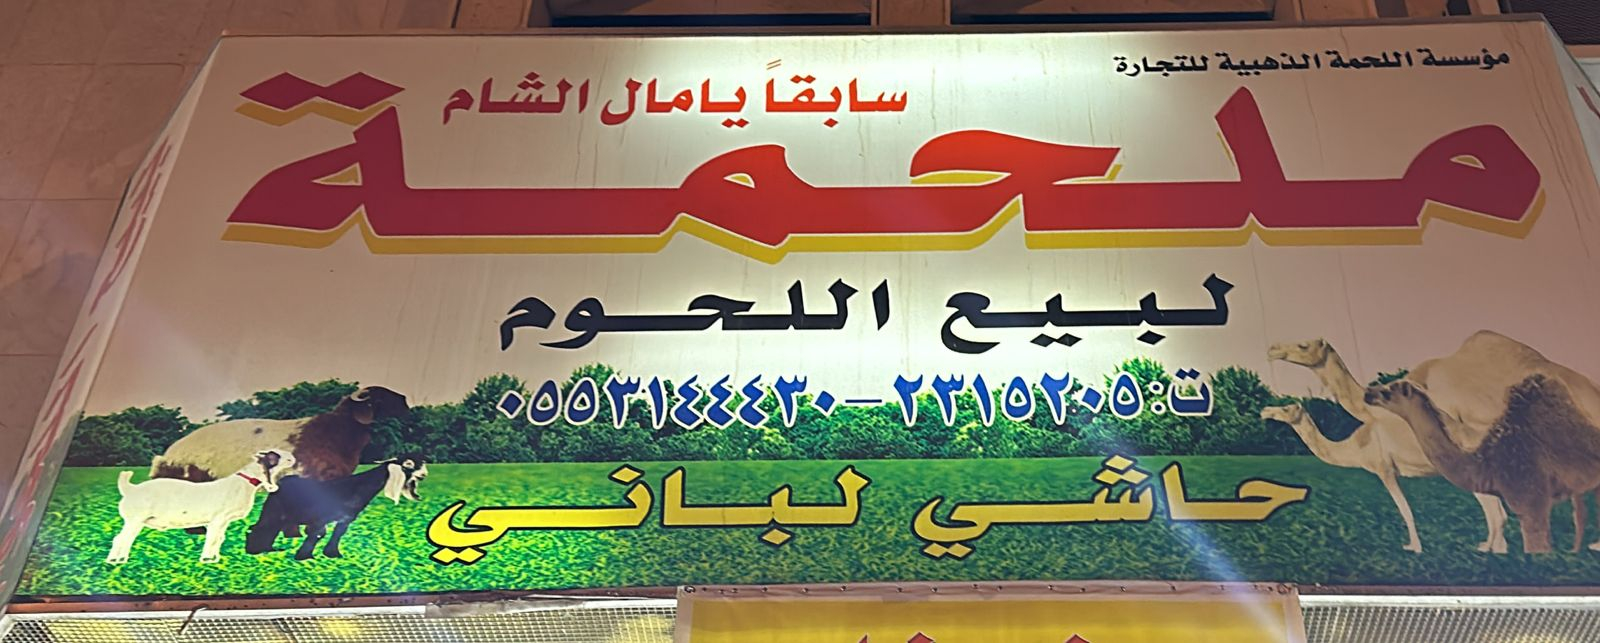 مؤسسة اللحمة الذهبية للتجارة
سابقاً يامال الشام
ملحمة
لبيع اللحوم
ت: ٢٣١٥٢٠٥ - ٠٥٥٣١٤٤٤٣٠
حاشي لباني